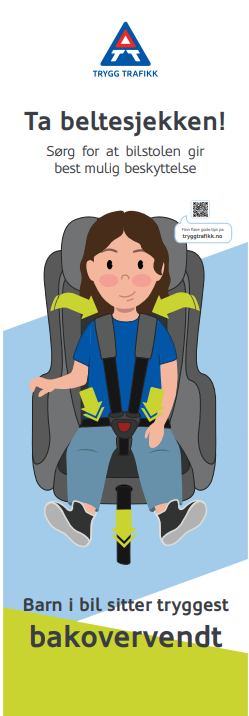 TRYGG TRAFIKK
Ta beltesjekken!
Sørg for at bilstolen gir
best mulig beskyttelse
Finn flere gode tips på
tryggtrafikk.no
Barn i bil sitter tryggest
bakovervendt